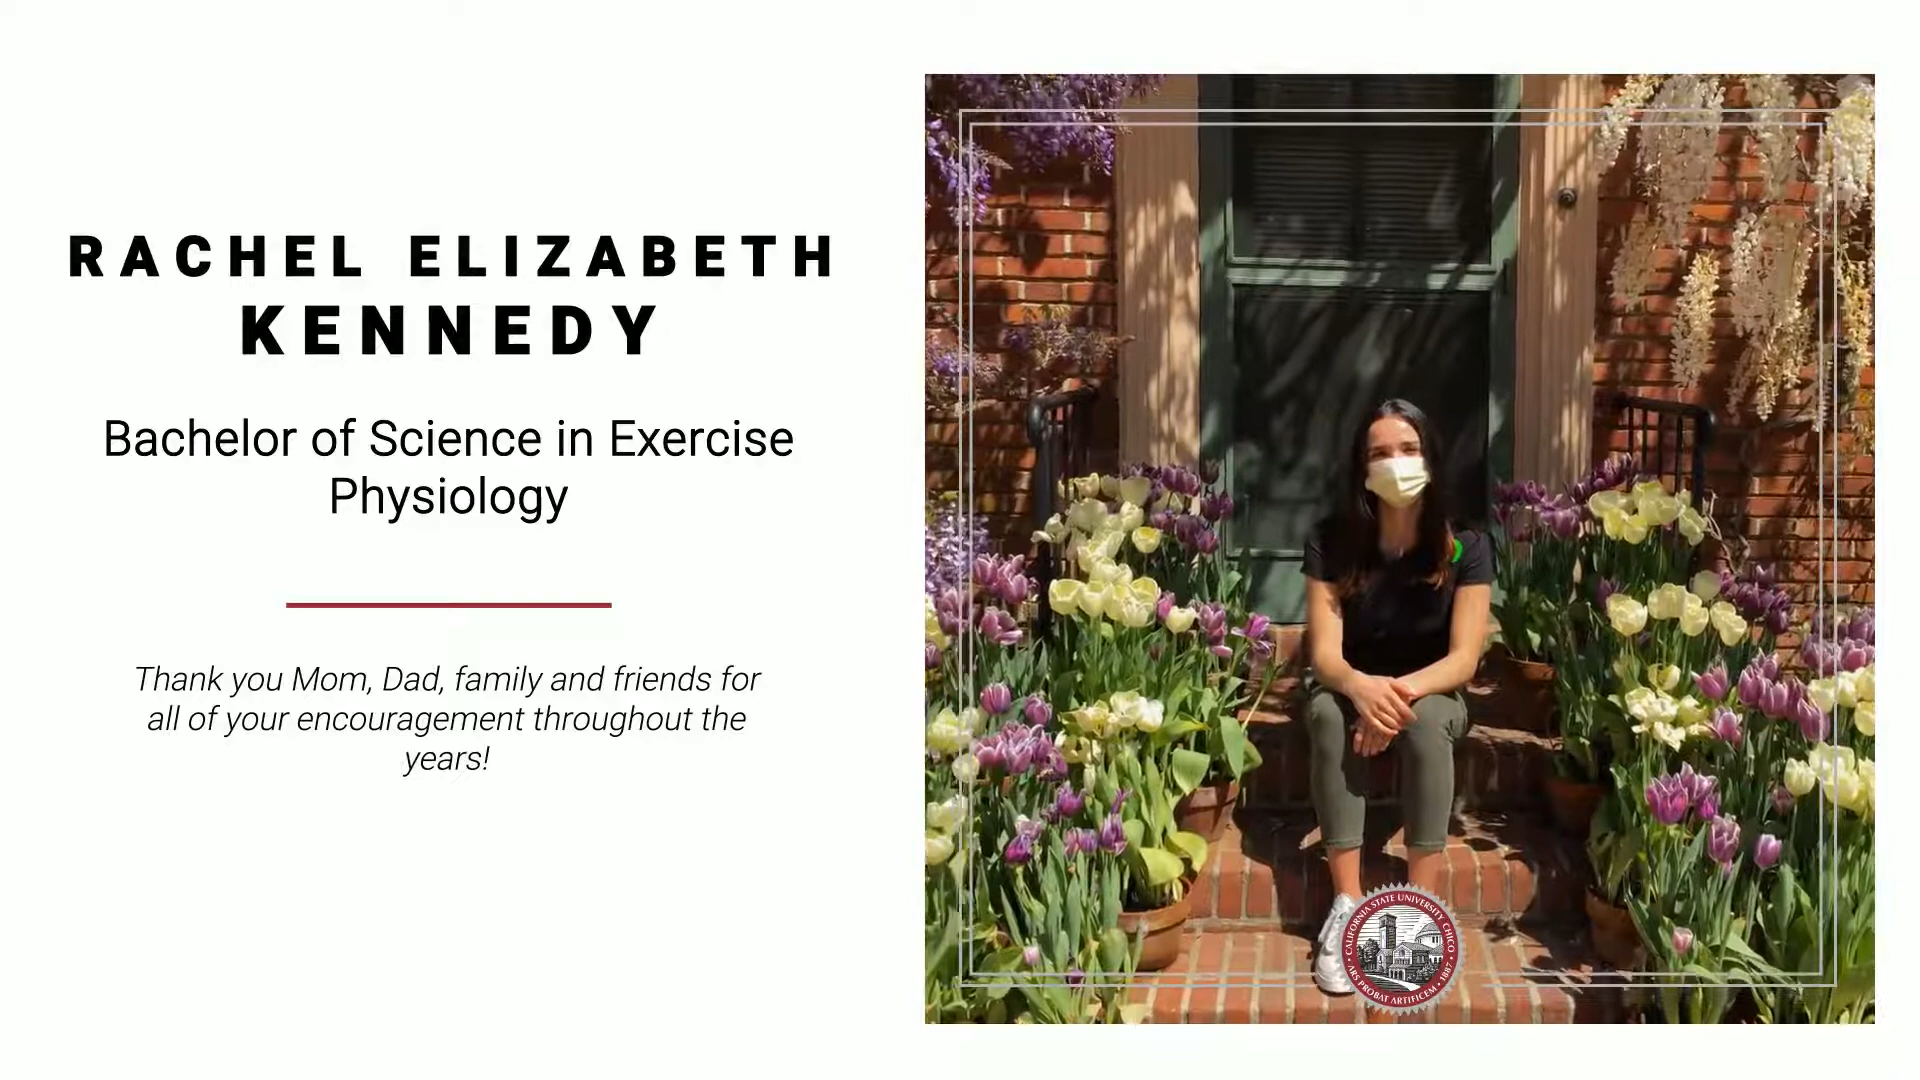 RACHEL ELIZABETH
KENNEDY
Bachelor of Science in Exercise
Physiology
Thank you Mom, Dad, family and friends for
all of your encouragement throughout the
years!
CALIFORNIA STATE UNIVERSITY CHICO
ARS PROBAT ARTIFICEM • 1887 •